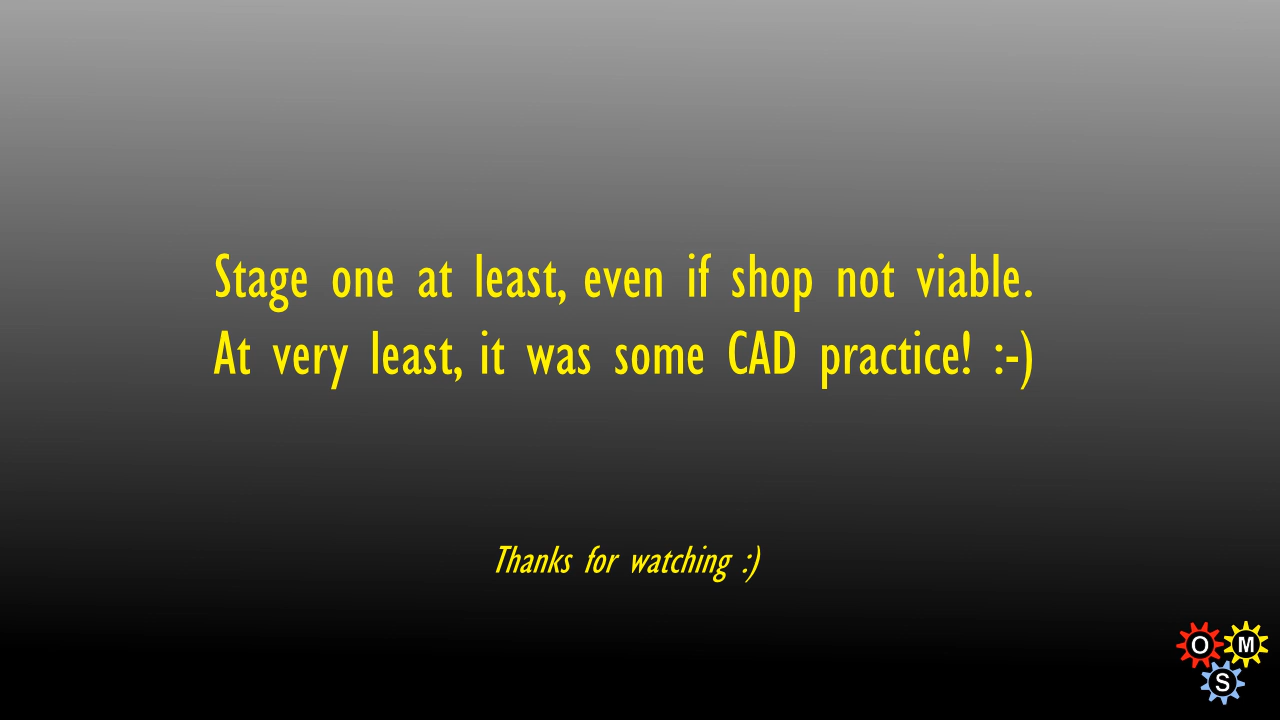 Stage one at least, even if shop not viable.
At very least, it was some CAD practice! :-)
Thanks for watching :)
O M
S